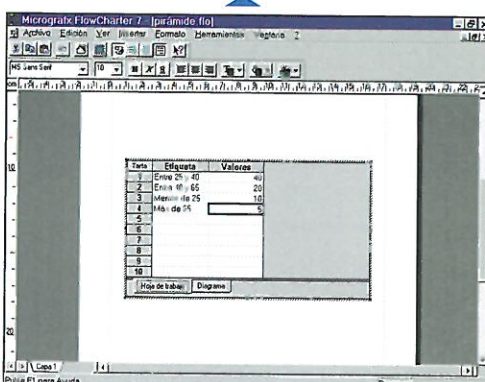 Micrografx FlowCharter 7 - [pirámide.flo]
Archivo Edición Ver Insertar Formato Herramientas Ventana ?
MS Sans Serif 10
Tarta Etiqueta Valores
1 Entre 25 y 40 40
2 Entre 40 y 65 20
3 Menos de 25 10
4 Más de 5
5
6
7
8
9
10
Hoja de trabajo Diagrama
10
20
Capa 1
Pulse F1 para Ayuda